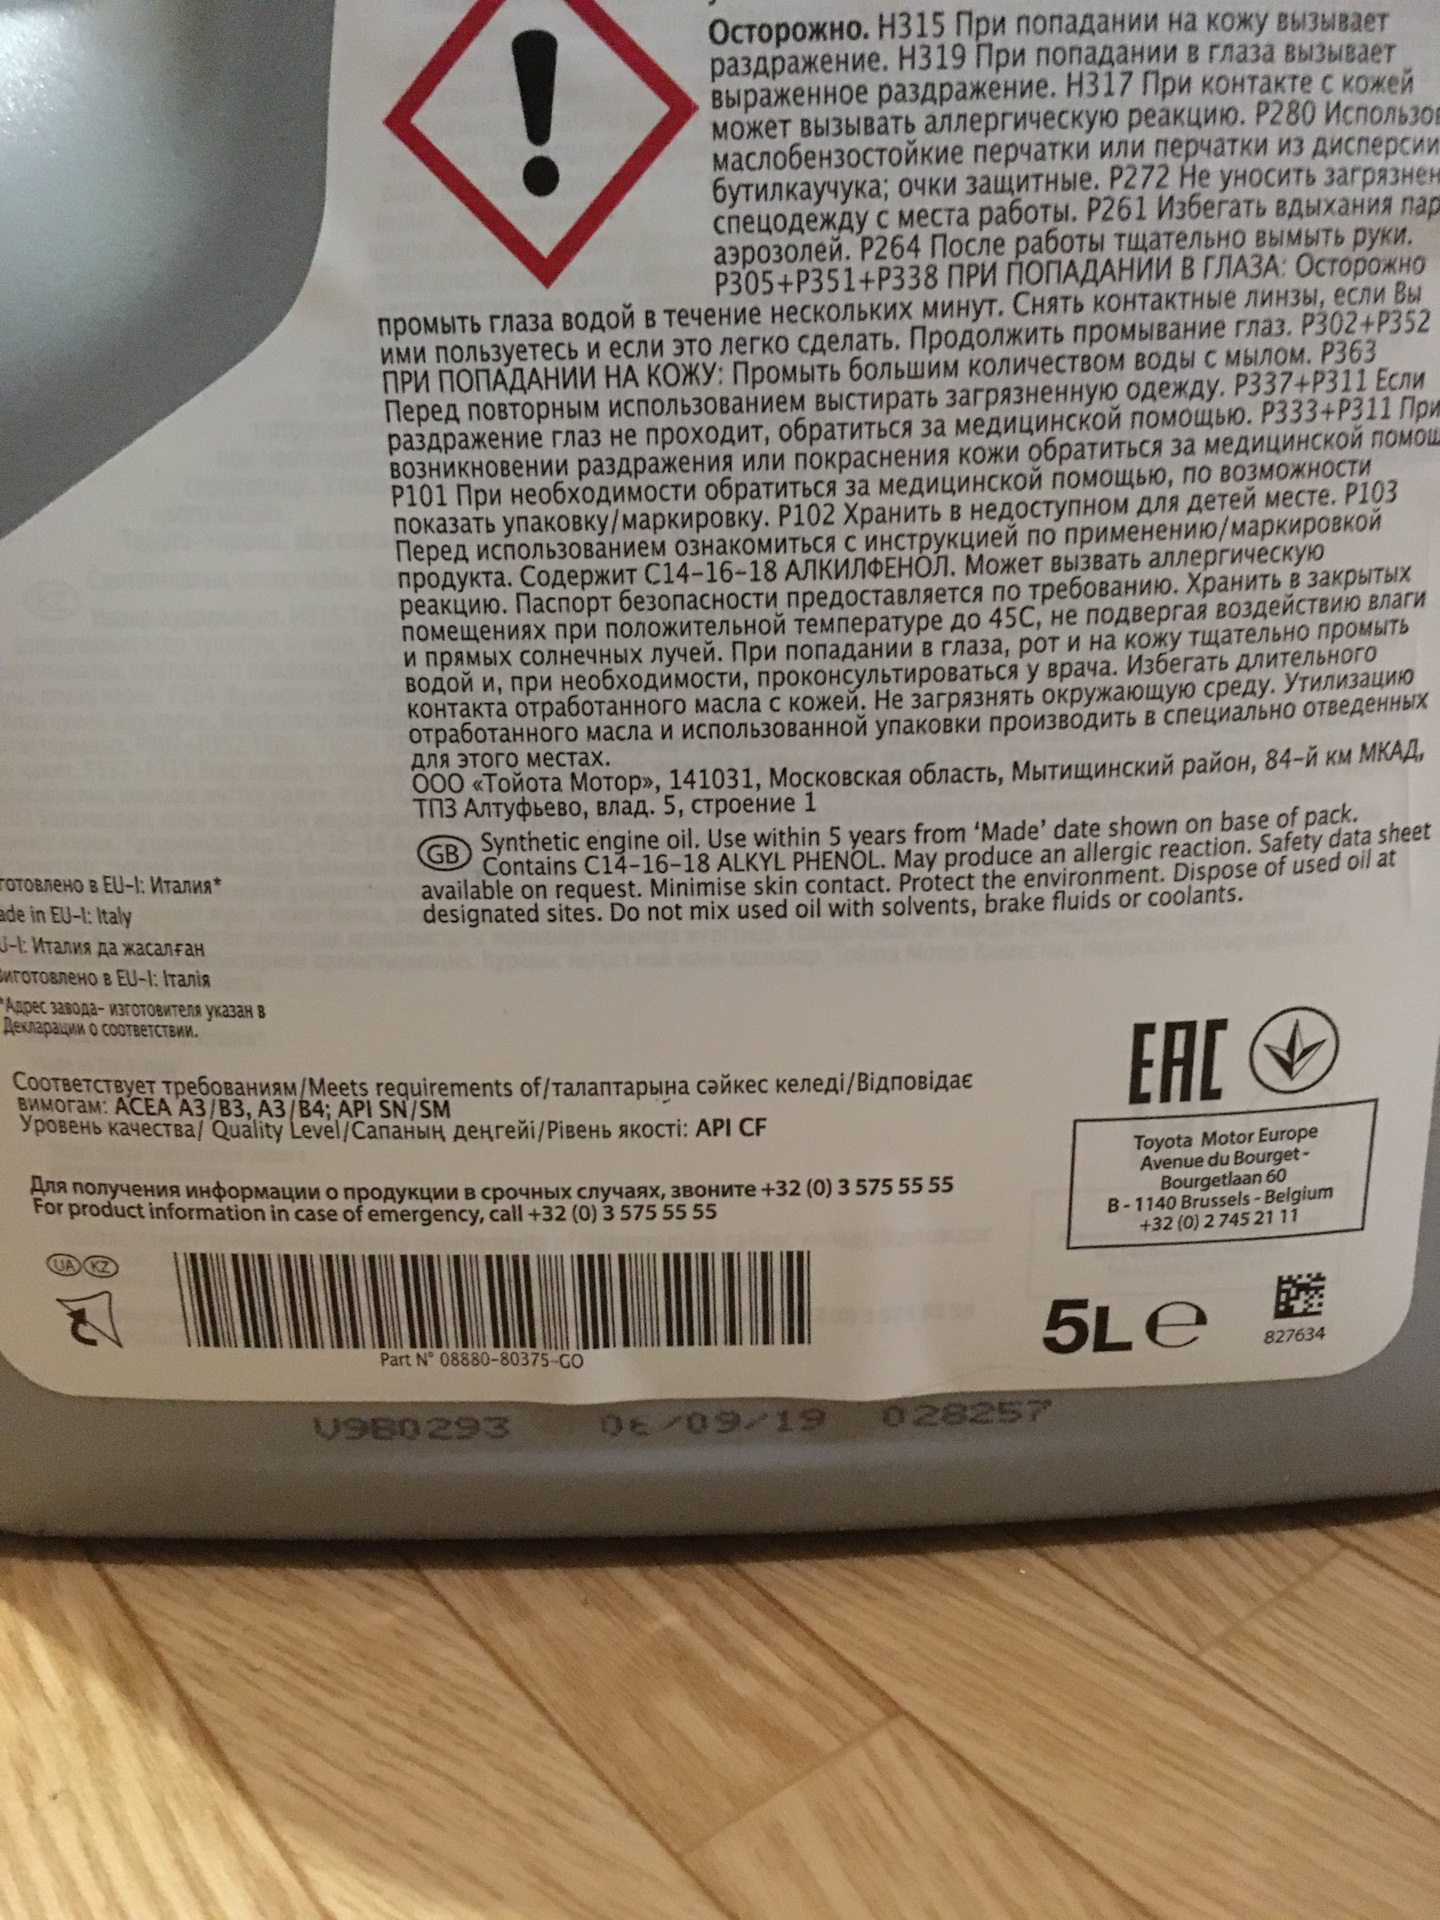 Осторожно. H315 При попадании на кожу вызывает
раздражение. H319 При попадании в глаза вызывает
выраженное раздражение. H317 При контакте с кожей
может вызывать аллергическую реакцию. P280
маслобензостойкие перчатки или перчатки из дисперсии
бутилкаучука; очки защитные. P272 Не уносить
спецодежду с места работы. P261 Избегать вдыхания
аэрозолей. P264 После работы тщательно вымыть руки.
P305+P351+P338 ПРИ ПОПАДАНИИ В ГЛАЗА: Осторожно
промыть глаза водой в течение нескольких минут. Снять контактные линзы, если Вы
ими пользуетесь и если это легко сделать. Продолжить промывание глаз. P302+P352
ПРИ ПОПАДАНИИ НА КОЖУ: Промыть большим количеством воды с мылом. P363
Перед повторным использованием выстирать загрязненную одежду. P337+P311 Если
раздражение глаз не проходит, обратиться за медицинской помощью. P333+P311 При
возникновении раздражения или покраснения кожи обратиться за медицинской
P101 При необходимости обратиться за медицинской помощью, по возможности
показать упаковку/маркировку. P102 Хранить в недоступном для детей месте. P103
Перед использованием ознакомиться с инструкцией по применению/маркировкой
продукта. Содержит C14-16-18 АЛКИЛФЕНОЛ. Может вызвать аллергическую
реакцию. Паспорт безопасности предоставляется по требованию. Хранить в закрытых
помещениях при положительной температуре до 45C, не подвергая воздействию влаги
и прямых солнечных лучей. При попадании в глаза, рот и на кожу тщательно промыть
водой и, при необходимости, проконсультироваться у врача. Избегать длительного
контакта отработанного масла с кожей. Не загрязнять окружающую среду. Утилизацию
отработанного масла и использованной упаковки производить в специально отведенных
для этого местах.
ООО «Тойота Мотор», 141031, Московская область, Мытищинский район, 84-й км МКАД,
ТПЗ Алтуфьево, влад. 5, строение 1
GB Synthetic engine oil. Use within 5 years from ‘Made’ date shown on base of pack.
Contains C14-16-18 ALKYL PHENOL. May produce an allergic reaction. Safety data sheet
available on request. Minimise skin contact. Protect the environment. Dispose of used oil at
designated sites. Do not mix used oil with solvents, brake fluids or coolants.
в EU-I: Италия*
in EU-I: Italy
Италия да жасалған
в EU-I: Італія
*Адрес завода- изготовителя указан в
Декларации о соответствии.
EAC
Соответствует требованиям/Meets requirements of/талаптарына сәйкес келеді/Відповідає
вимогам: ACEA A3/B3, A3/B4; API SN/SM
Уровень качества/ Quality Level/Сапаның деңгейі/Рівень якості: API CF
Toyota Motor Europe
Avenue du Bourget -
Bourgetlaan 60
B - 1140 Brussels - Belgium
+32 (0) 2 745 21 11
Для получения информации о продукции в срочных случаях, звоните +32 (0) 3 575 55 55
For product information in case of emergency, call +32 (0) 3 575 55 55
UA KZ
Part N° 08880-80375-GO
5L e
827634
V9B0293 06/09/19 028257